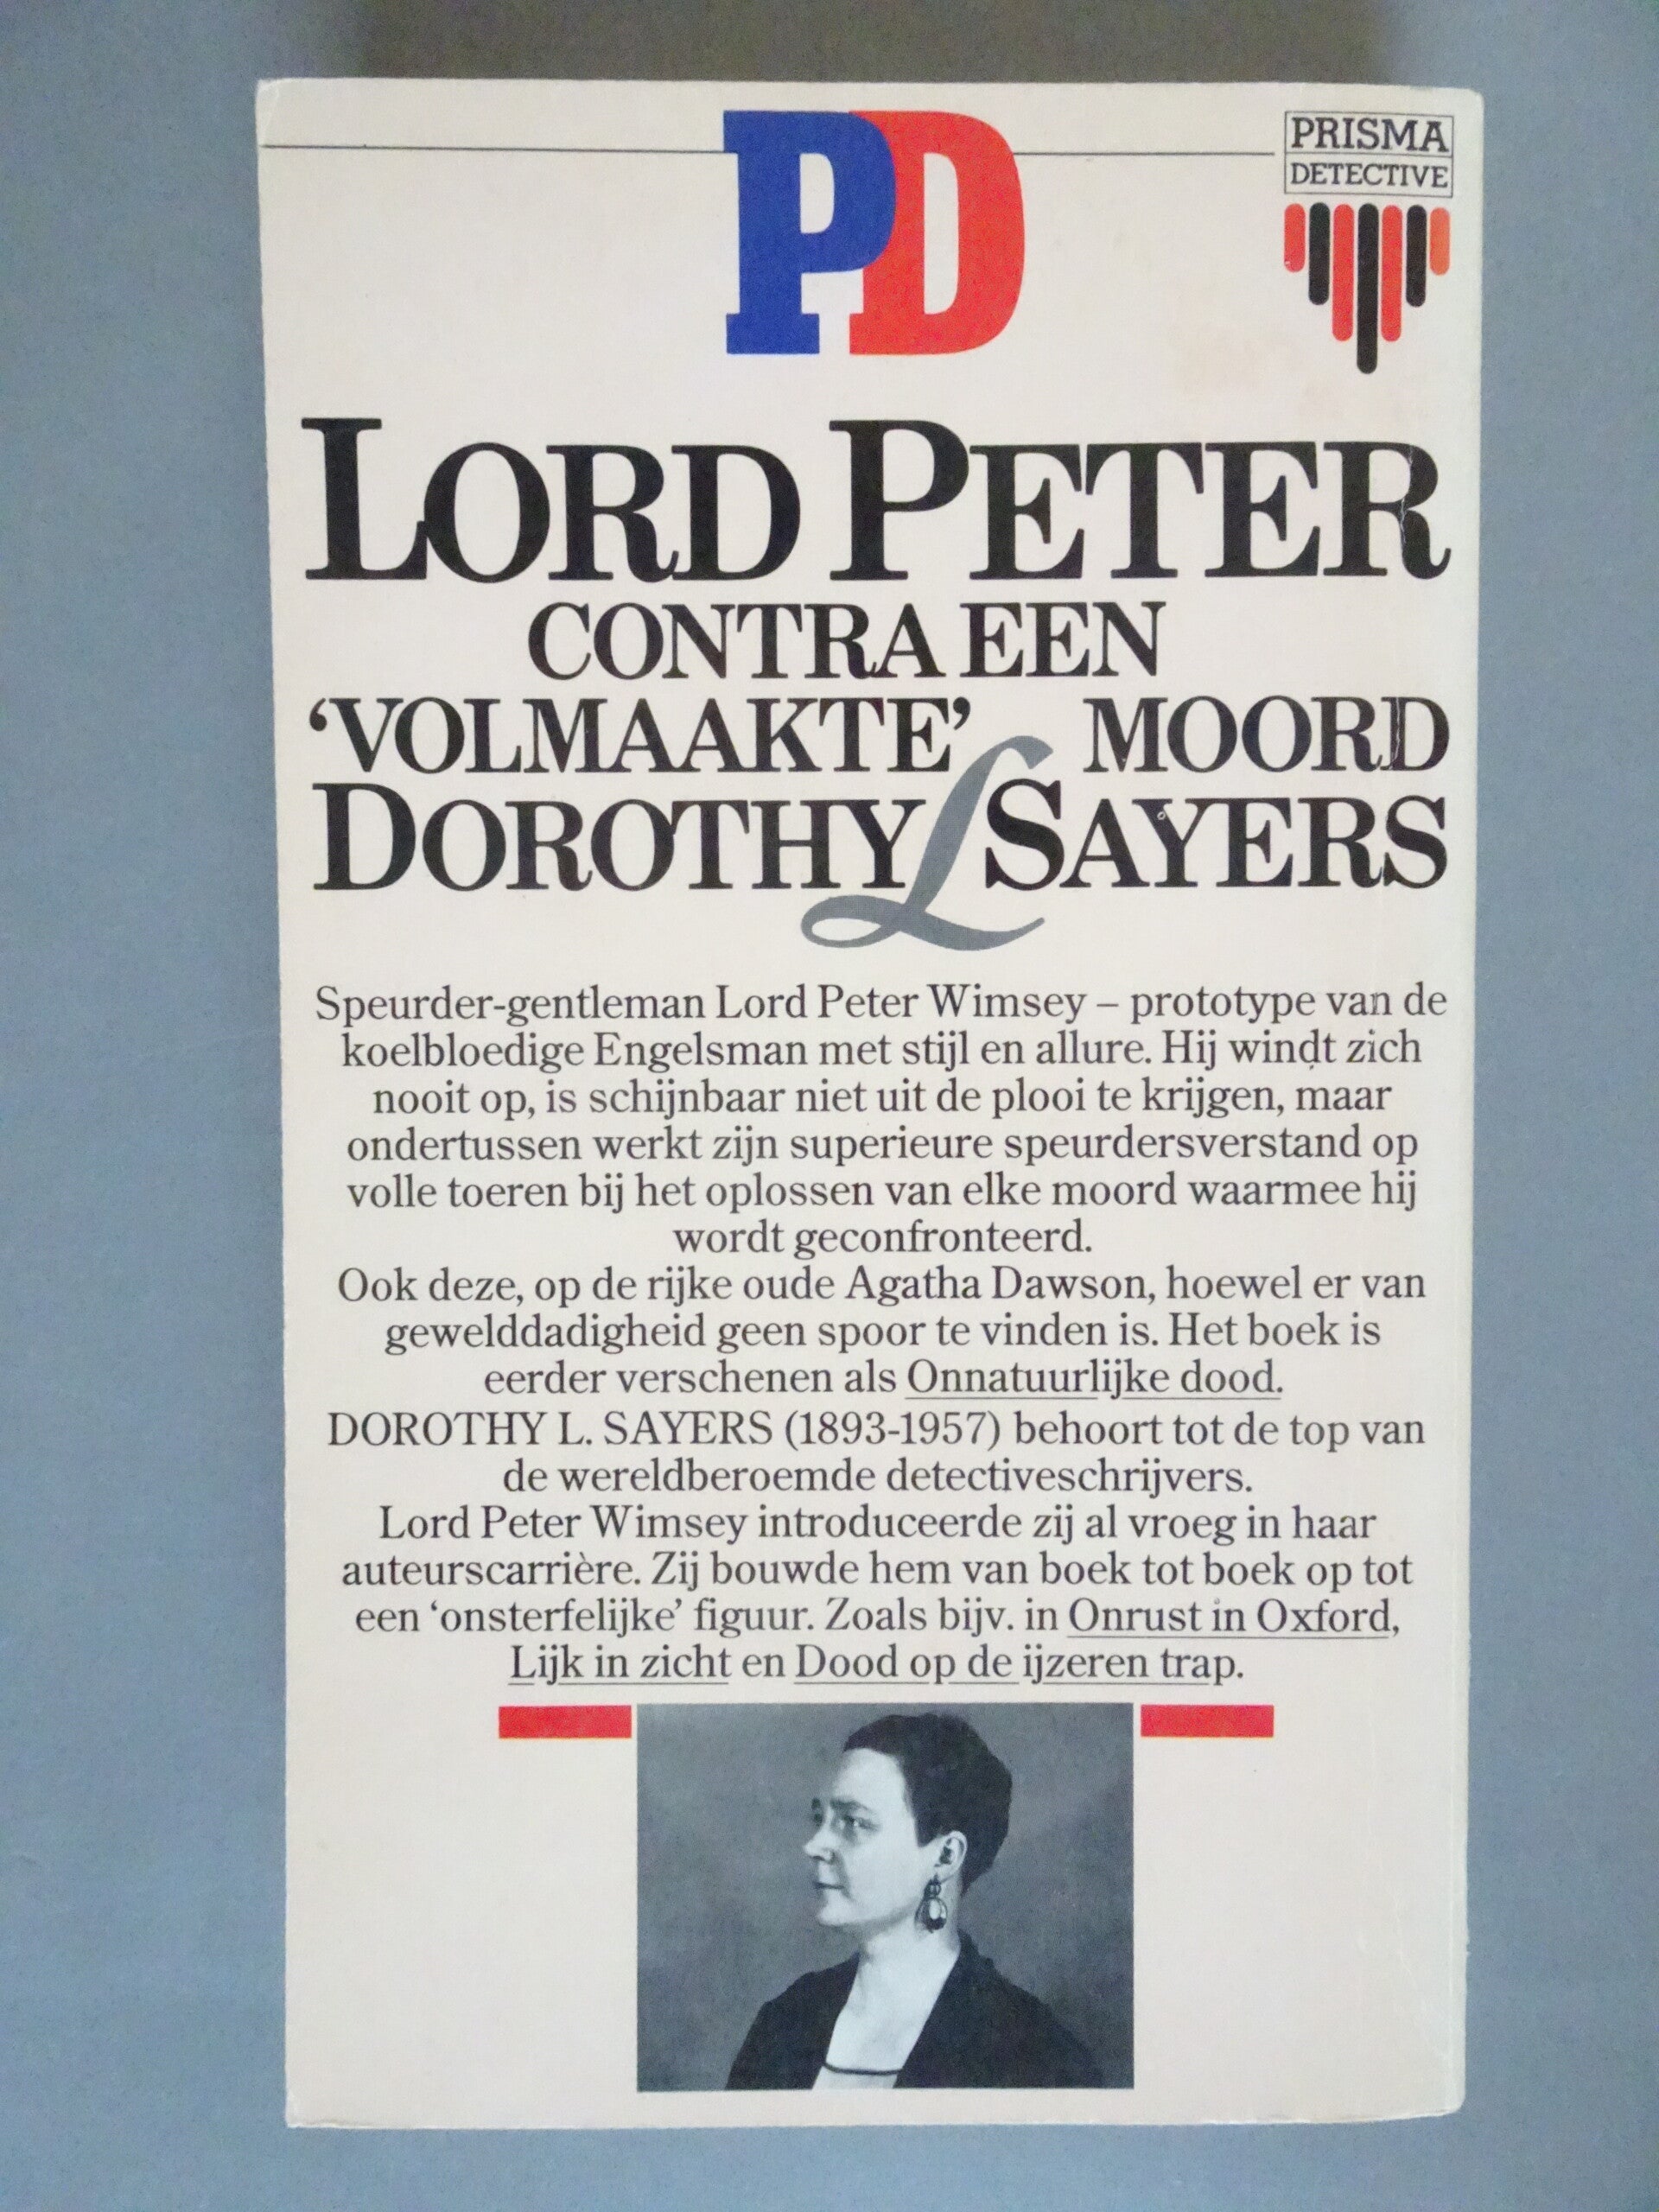 PD
PRISMA
DETECTIVE
LORD PETER
CONTRA EEN
‘VOLMAAKTE’ MOORD
DOROTHY L SAYERS
Speurder-gentleman Lord Peter Wimsey – prototype van de
koelbloedige Engelsman met stijl en allure. Hij windt zich
nooit op, is schijnbaar niet uit de plooi te krijgen, maar
ondertussen werkt zijn superieure speurdersverstand op
volle toeren bij het oplossen van elke moord waarmee hij
wordt geconfronteerd.
Ook deze, op de rijke oude Agatha Dawson, hoewel er van
gewelddadigheid geen spoor te vinden is. Het boek is
eerder verschenen als Onnatuurlijke dood.
DOROTHY L. SAYERS (1893-1957) behoort tot de top van
de wereldberoemde detectiveschrijvers.
Lord Peter Wimsey introduceerde zij al vroeg in haar
auteurscarrière. Zij bouwde hem van boek tot boek op tot
een ‘onsterfelijke’ figuur. Zoals bijv. in Onrust in Oxford,
Lijk in zicht en Dood op de ijzeren trap.